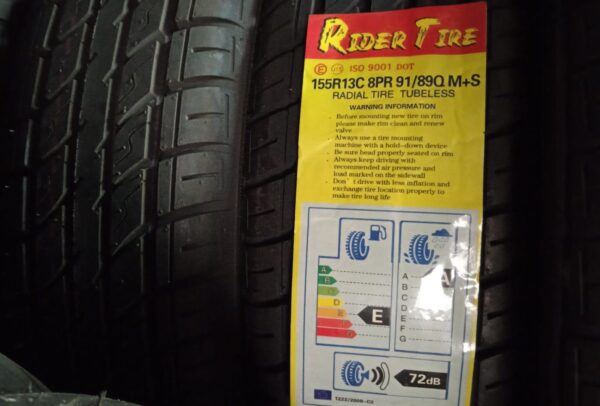 RIDER TIRE
E ISO 9001 DOT
155R13C 8PR 91/89Q M+S
RADIAL TIRE TUBELESS
WARNING INFORMATION
. Before mounting new tire on rim
please make rim clean and renew
valve
. Always use a tire mounting
machine with a hold-down device
. Be sure bead properly seated on rim
. Always keep driving with
recommended air pressure and
load marked on the sidewall
. Don't drive with less inflation and
exchange tire location properly to
make tire long life
A
B
C
D
E
E
A
B
C
D
E
F
G
72dB
1222/2009-C2